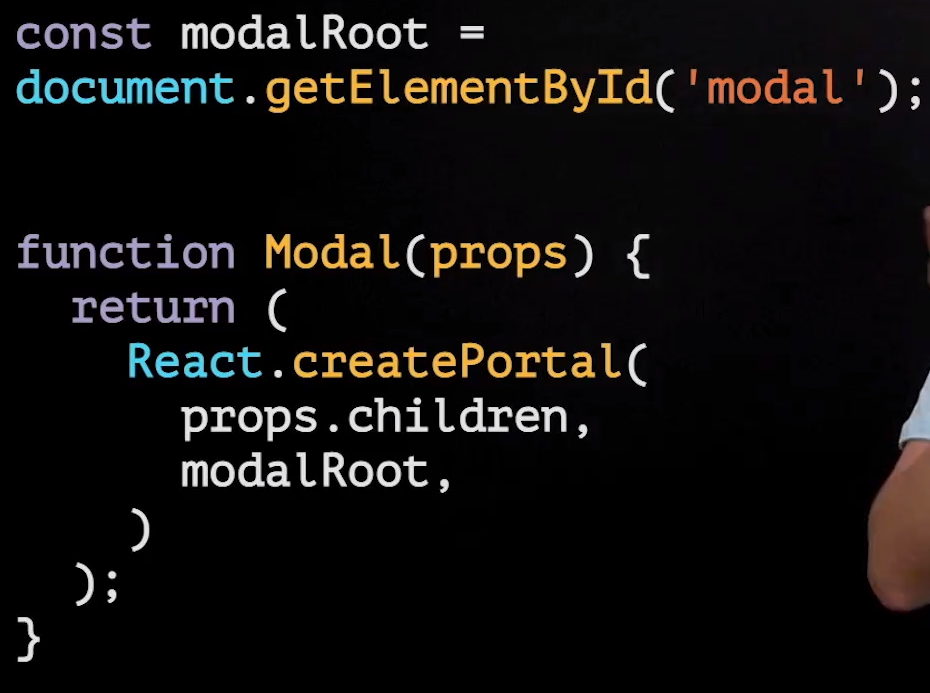 const modalRoot =
document.getElementById('modal');
function Modal(props) {
return (
React.createPortal(
props.children,
modalRoot,
)
);
}